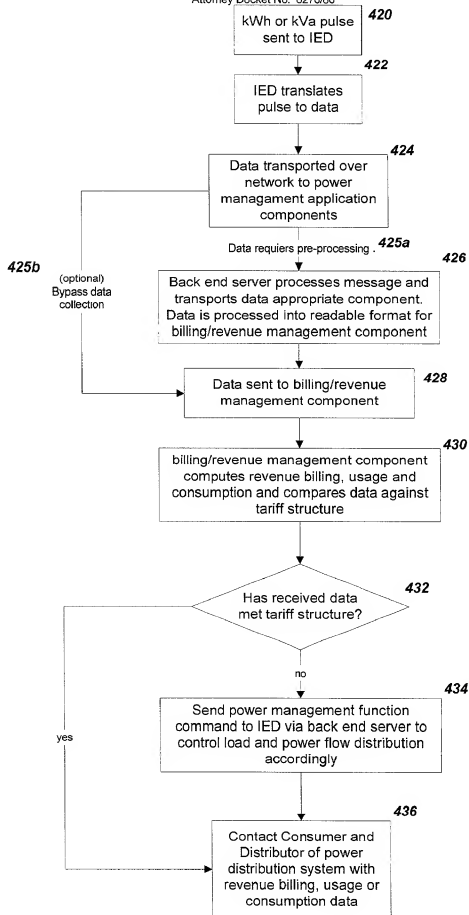 Attorney Docket No. 6270/86
420
kWh or kVa pulse
sent to IED
422
IED translates
pulse to data
424
Data transported over
network to power
managament application
components
Data requiers pre-processing .
425a
426
425b
(optional)
Bypass data
collection
Back end server processes message and
transports data appropriate component.
Data is processed into readable format for
billing/revenue management component
428
Data sent to billing/revenue
management component
430
billing/revenue management component
computes revenue billing, usage and
consumption and compares data against
tariff structure
432
Has received data
met tariff structure?
no
434
yes
Send power management function
command to IED via back end server to
control load and power flow distribution
accordingly
436
Contact Consumer and
Distributor of power
distribution system with
revenue billing, usage or
consumption data